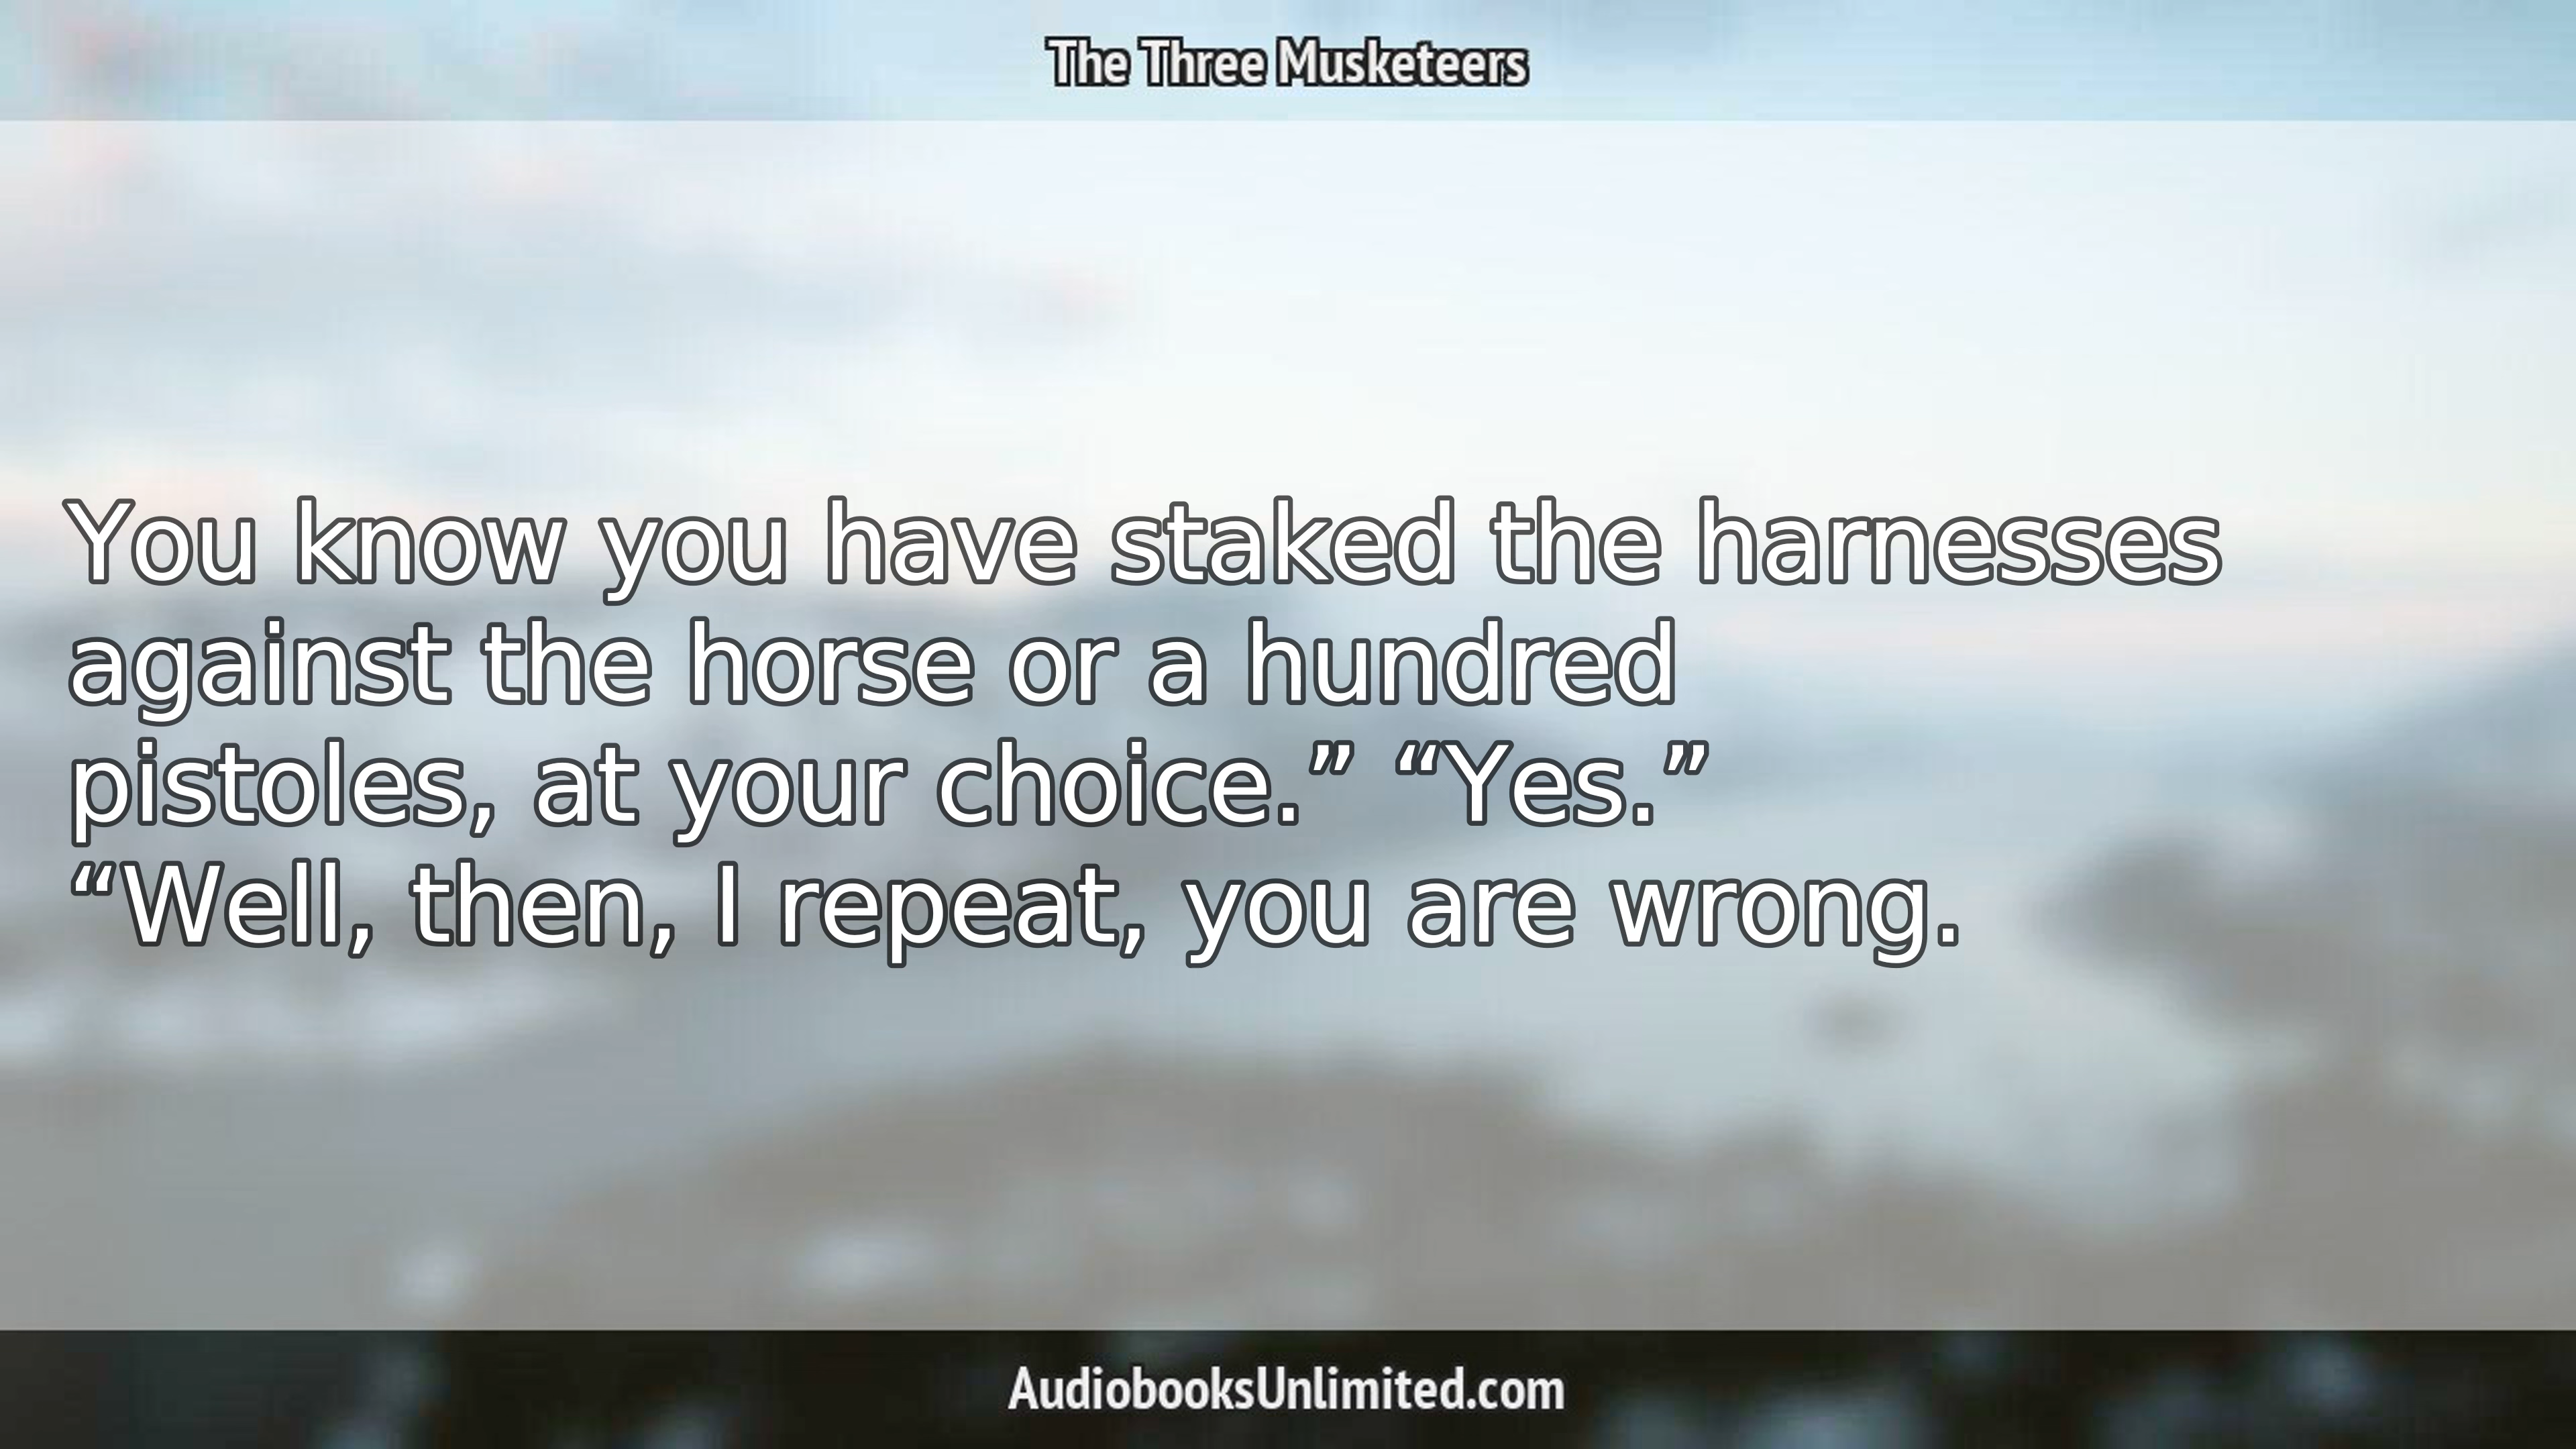 The Three Musketeers
You know you have staked the harnesses
against the horse or a hundred
pistoles, at your choice.” “Yes.”
“Well, then, I repeat, you are wrong.
AudiobooksUnlimited.com